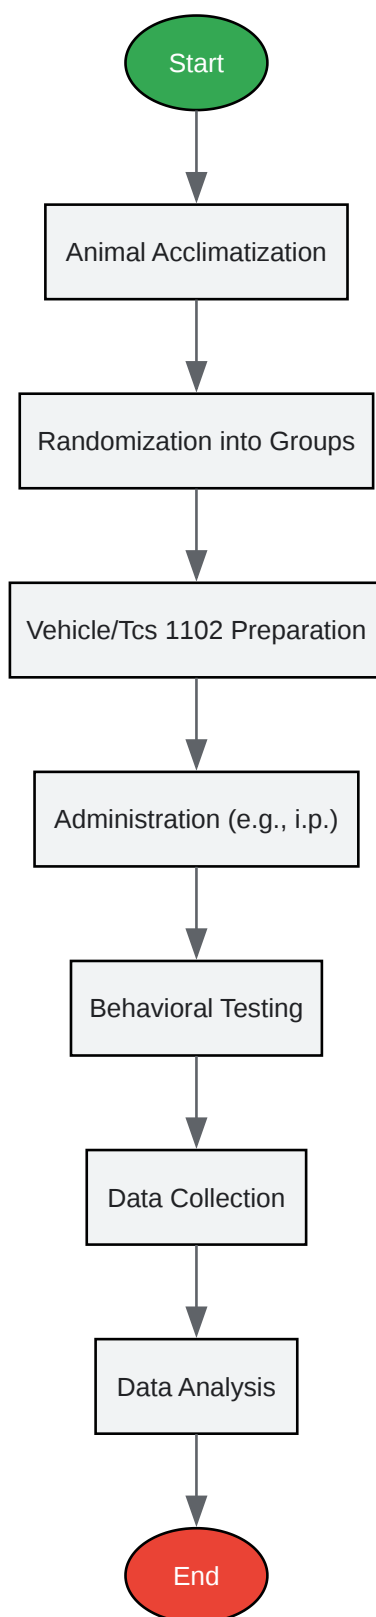 Start
Animal Acclimatization
Randomization into Groups
Vehicle/Tcs 1102 Preparation
Administration (e.g., i.p.)
Behavioral Testing
Data Collection
Data Analysis
End